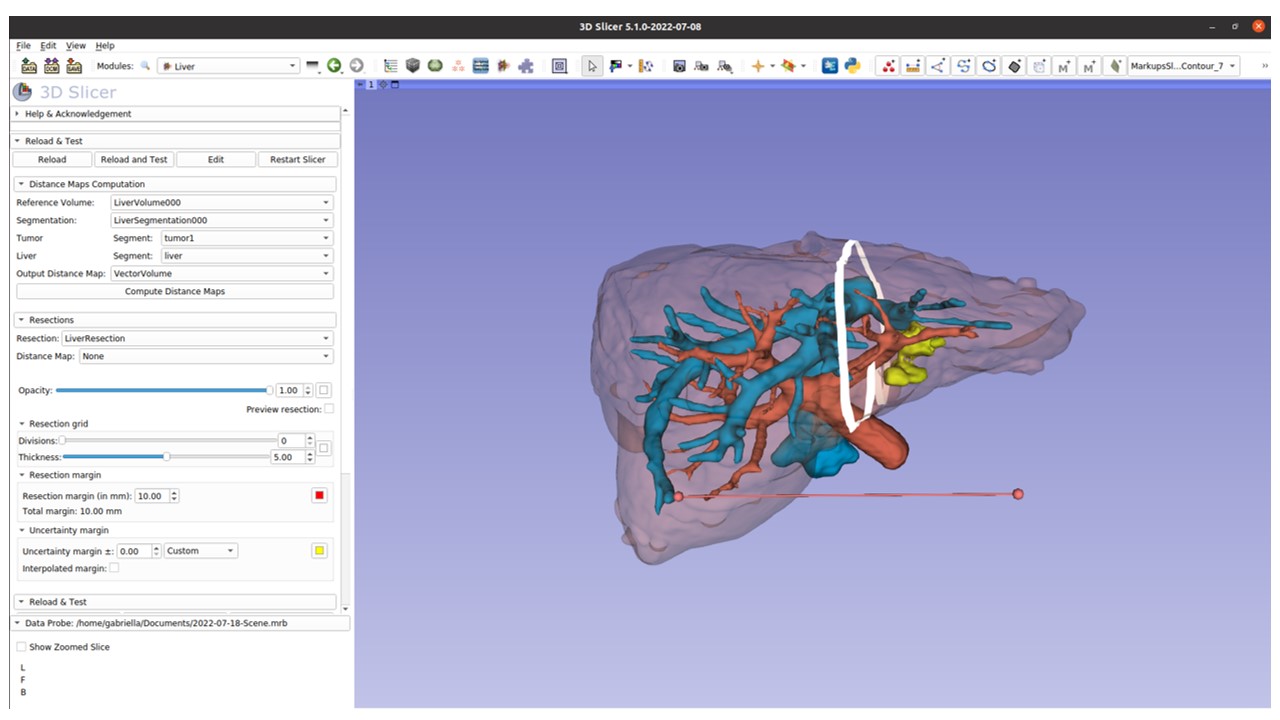 3D Slicer 5.1.0-2022-07-08
File Edit View Help
DATA DCM SAVE Modules: Liver MarkupsSl...Contour_7
3D Slicer 1
Help & Acknowledgement
Reload & Test
Reload Reload and Test Edit Restart Slicer
Distance Maps Computation
Reference Volume: LiverVolume000
Segmentation: LiverSegmentation000
Tumor Segment: tumor1
Liver Segment: liver
Output Distance Map: VectorVolume
Compute Distance Maps
Resections
Resection: LiverResection
Distance Map: None
Opacity: 1.00
Preview resection:
Resection grid
Divisions: 0
Thickness: 5.00
Resection margin
Resection margin (in mm): 10.00
Total margin: 10.00 mm
Uncertainty margin
Uncertainty margin ±: 0.00 Custom
Interpolated margin:
Reload & Test
Data Probe: /home/gabriella/Documents/2022-07-18-Scene.mrb
Show Zoomed Slice
L
F
B